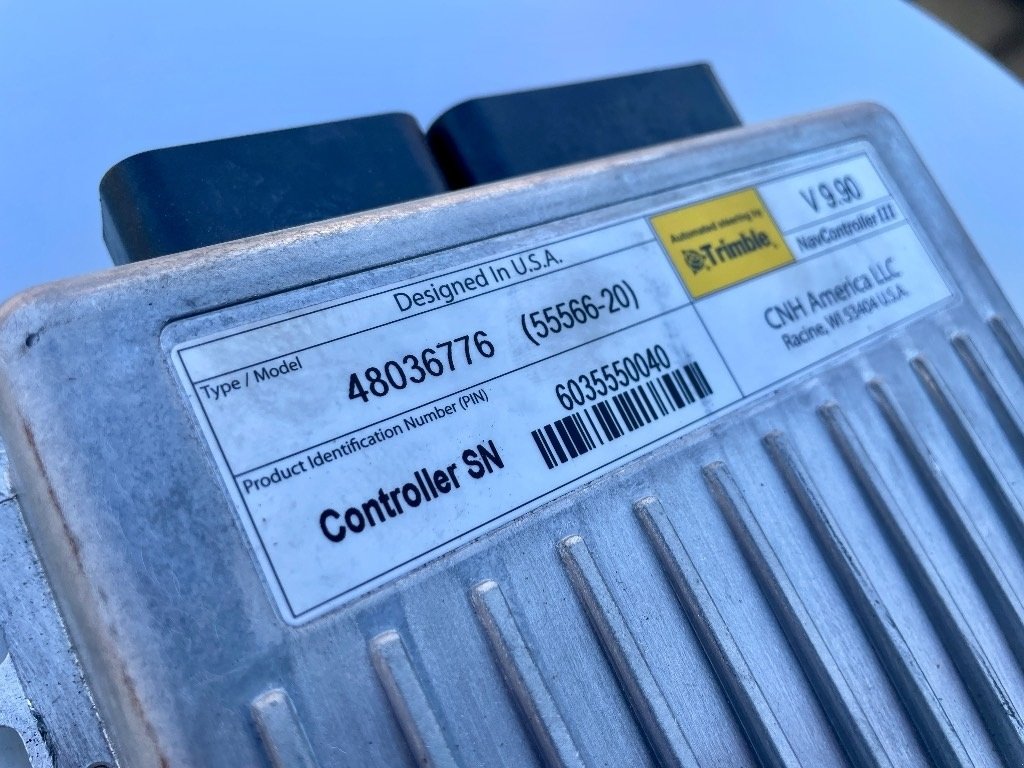 Designed In U.S.A.
Type / Model
48036776 (55566-20)
Product Identification Number (PIN)
6035550040
Controller SN
Automated steering by
Trimble
V 9.90
NavController III
CNH America LLC
Racine, WI 53404 U.S.A.